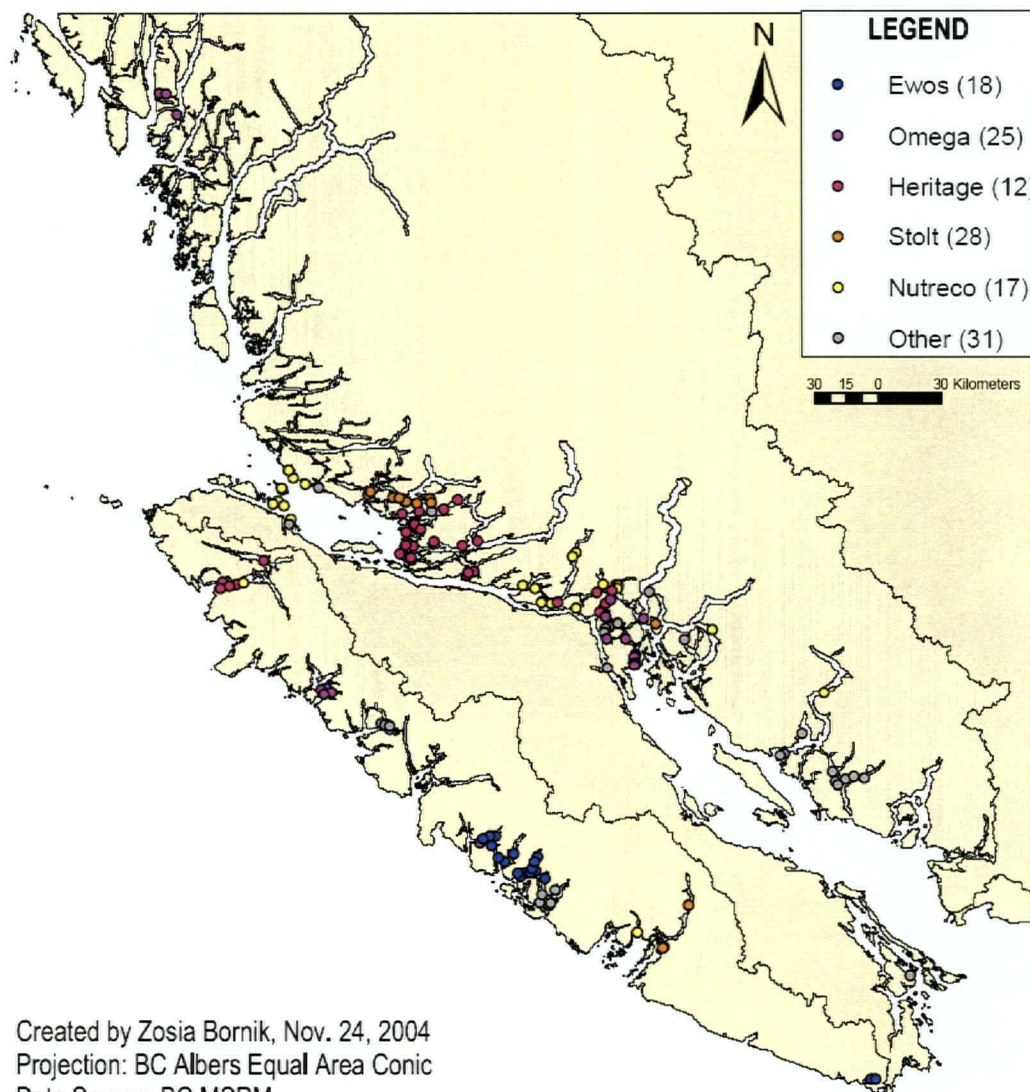 LEGEND
N
Ewos (18)
Omega (25)
Heritage (12)
Stolt (28)
Nutreco (17)
Other (31)
30 15 0 30 Kilometers
Created by Zosia Bornik, Nov. 24, 2004
Projection: BC Albers Equal Area Conic